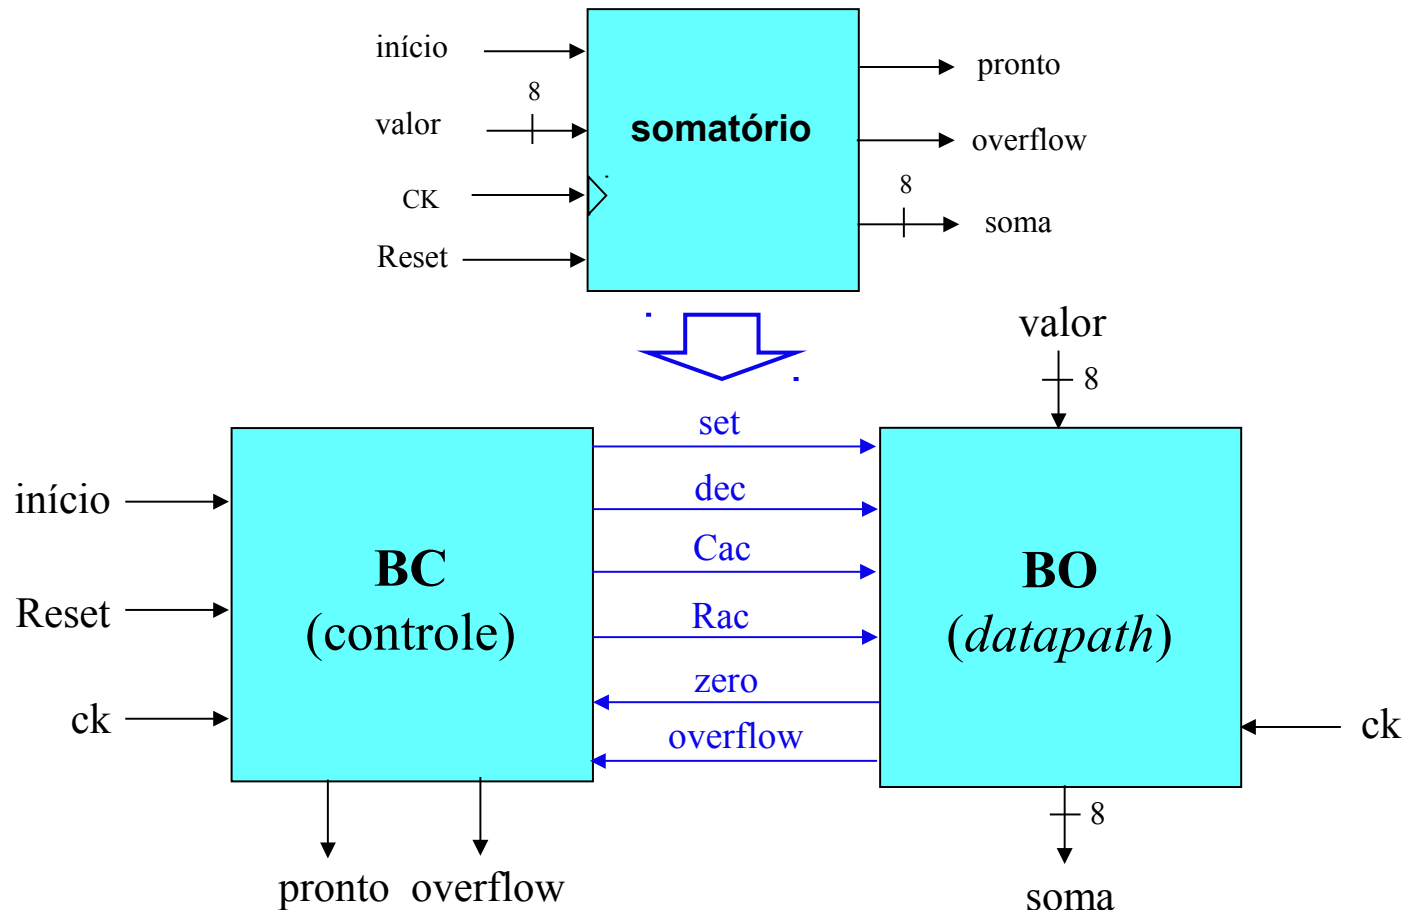 início
8
valor
CK
Reset
somatório
pronto
overflow
8
soma
valor
8
início
Reset
ck
BC
(controle)
set
dec
Cac
Rac
zero
overflow
BO
(datapath)
ck
pronto
overflow
8
soma